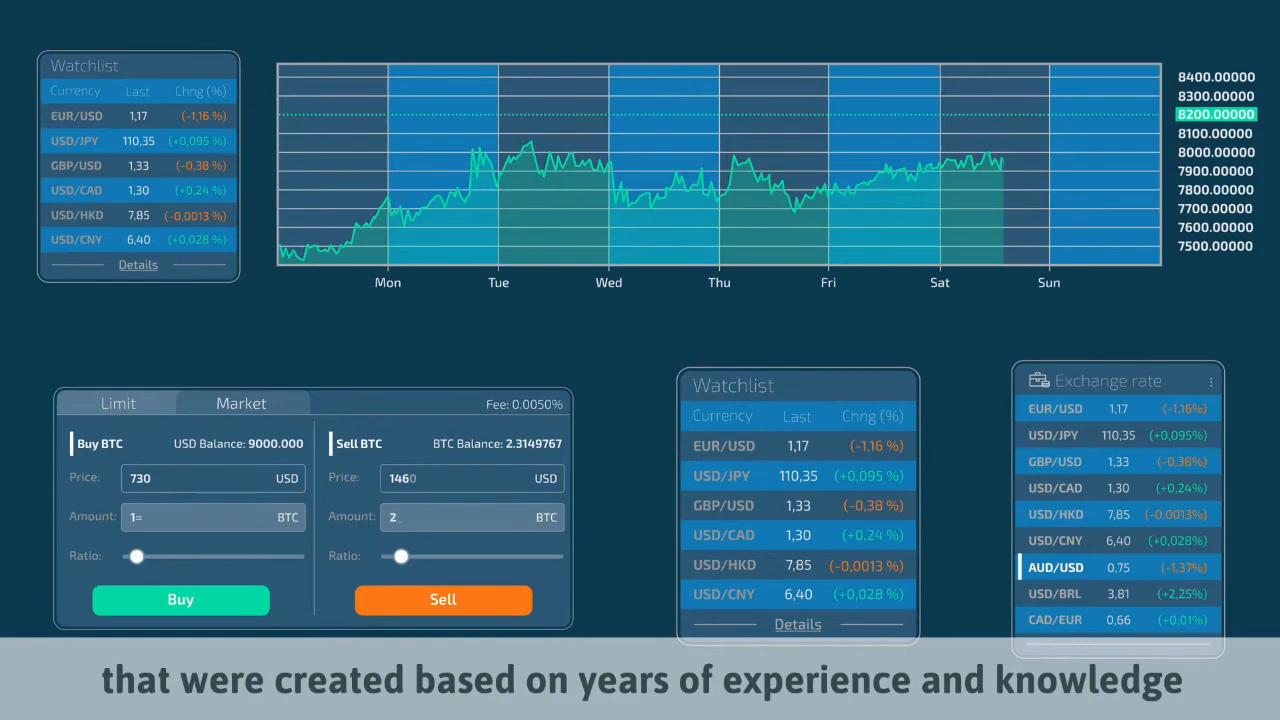 Watchlist
Currency Last Chng (%)
EUR/USD 1,17 (-1,16 %)
USD/JPY 110,35 (+0,095 %)
GBP/USD 1,33 (-0,38 %)
USD/CAD 1,30 (+0,24 %)
USD/HKD 7,85 (-0,0013 %)
USD/CNY 6,40 (+0,028 %)
Details
8400.00000
8300.00000
8200.00000
8100.00000
8000.00000
7900.00000
7800.00000
7700.00000
7600.00000
7500.00000
Mon Tue Wed Thu Fri Sat Sun
Limit Market Fee: 0.0050%
Buy BTC USD Balance: 9000.000
Price: 730 USD
Amount: 1= BTC
Ratio:
Buy
Sell BTC BTC Balance: 2.3149767
Price: 1460 USD
Amount: 2_ BTC
Ratio:
Sell
Watchlist
Currency Last Chng (%)
EUR/USD 1,17 (-1,16 %)
USD/JPY 110,35 (+0,095 %)
GBP/USD 1,33 (-0,38 %)
USD/CAD 1,30 (+0,24 %)
USD/HKD 7,85 (-0,0013 %)
USD/CNY 6,40 (+0,028 %)
Details
Exchange rate
EUR/USD 1,17 (-1,16%)
USD/JPY 110,35 (+0,095%)
GBP/USD 1,33 (-0,38%)
USD/CAD 1,30 (+0,24%)
USD/HKD 7,85 (-0,0013%)
USD/CNY 6,40 (+0,028%)
AUD/USD 0,75 (-1,37%)
USD/BRL 3,81 (+2,25%)
CAD/EUR 0,66 (+0,01%)
that were created based on years of experience and knowledge